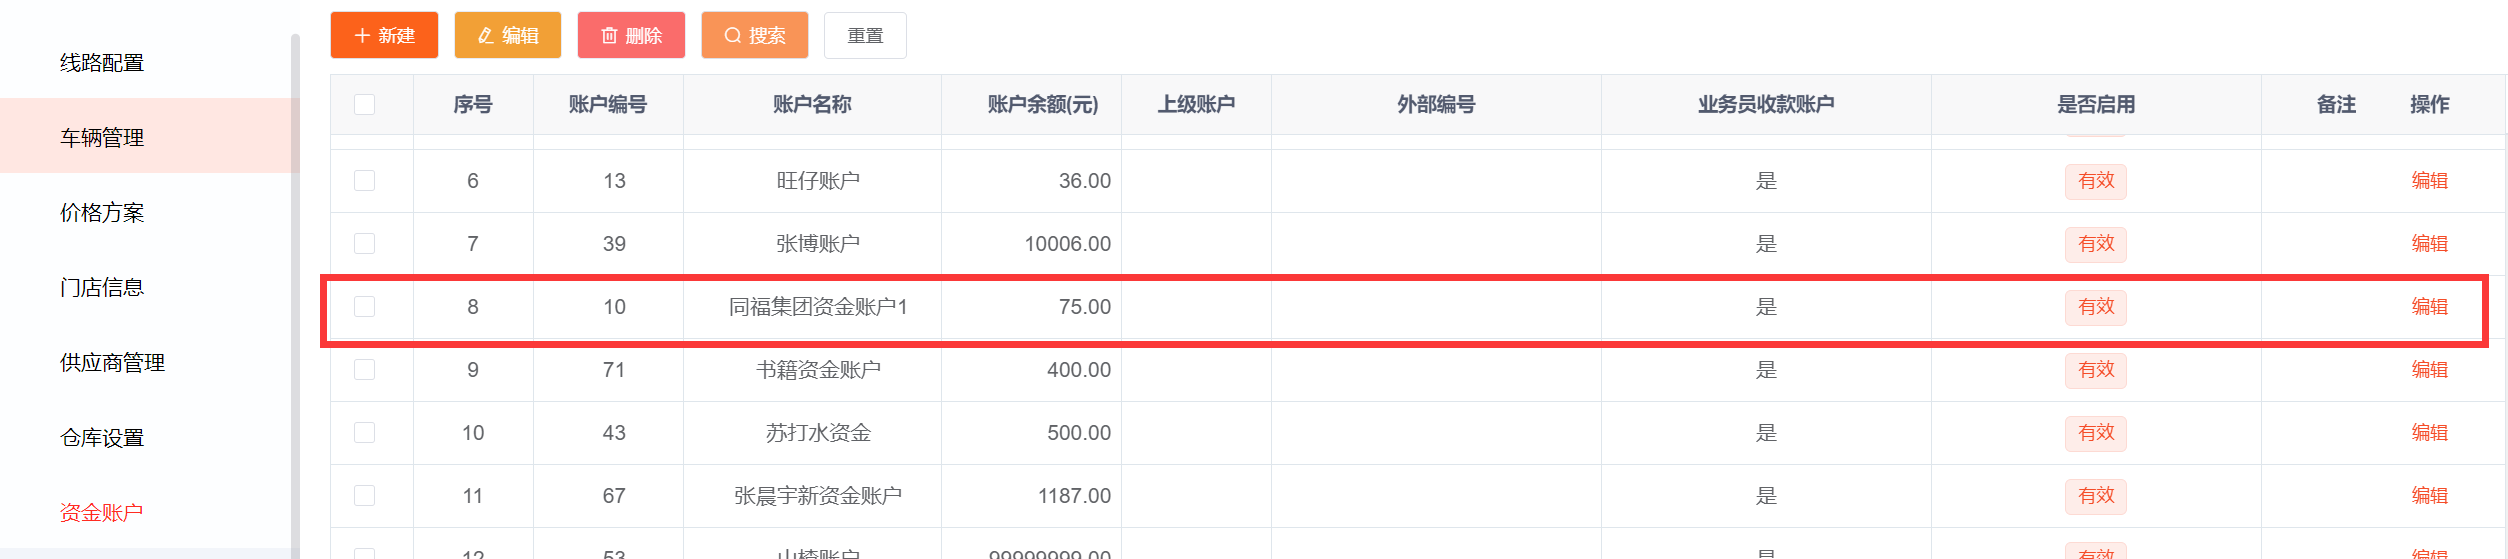 新建 编辑 删除 搜索 重置
线路配置
车辆管理
价格方案
门店信息
供应商管理
仓库设置
资金账户
序号 账户编号 账户名称 账户余额(元) 上级账户 外部编号 业务员收款账户 是否启用 备注 操作
6 13 旺仔账户 36.00 是 有效 编辑
7 39 张博账户 10006.00 是 有效 编辑
8 10 同福集团资金账户1 75.00 是 有效 编辑
9 71 书籍资金账户 400.00 是 有效 编辑
10 43 苏打水资金 500.00 是 有效 编辑
11 67 张晨宇新资金账户 1187.00 是 有效 编辑
12 53 山楂账户 99999999.00 是 有效 编辑